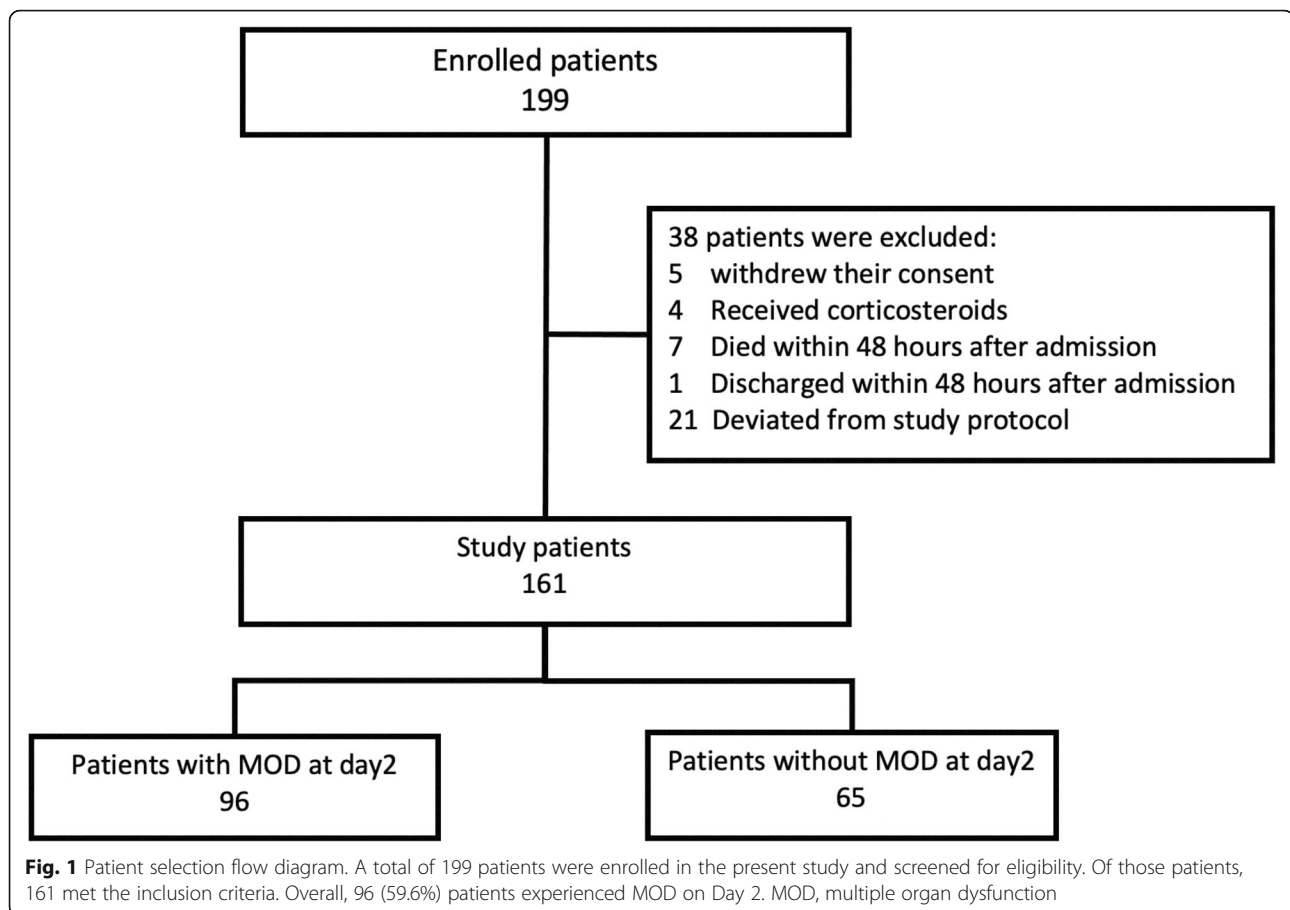 Enrolled patients
199
38 patients were excluded:
5 withdrew their consent
4 Received corticosteroids
7 Died within 48 hours after admission
1 Discharged within 48 hours after admission
21 Deviated from study protocol
Study patients
161
Patients with MOD at day2
96
Patients without MOD at day2
65
Fig. 1 Patient selection flow diagram. A total of 199 patients were enrolled in the present study and screened for eligibility. Of those patients,
161 met the inclusion criteria. Overall, 96 (59.6%) patients experienced MOD on Day 2. MOD, multiple organ dysfunction